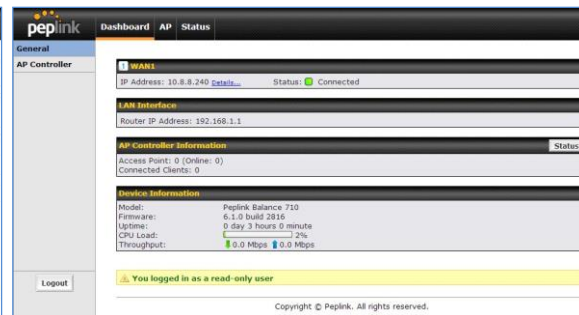 peplink
Dashboard AP Status
General
AP Controller
1 WAN1
IP Address: 10.8.8.240 Details... Status: Connected
LAN Interface
Router IP Address: 192.168.1.1
AP Controller Information Status
Access Point: 0 (Online: 0)
Connected Clients: 0
Device Information
Model: Peplink Balance 710
Firmware: 6.1.0 build 2816
Uptime: 0 day 3 hours 0 minute
CPU Load: 2%
Throughput: 0.0 Mbps 0.0 Mbps
Logout
You logged in as a read-only user
Copyright © Peplink. All rights reserved.